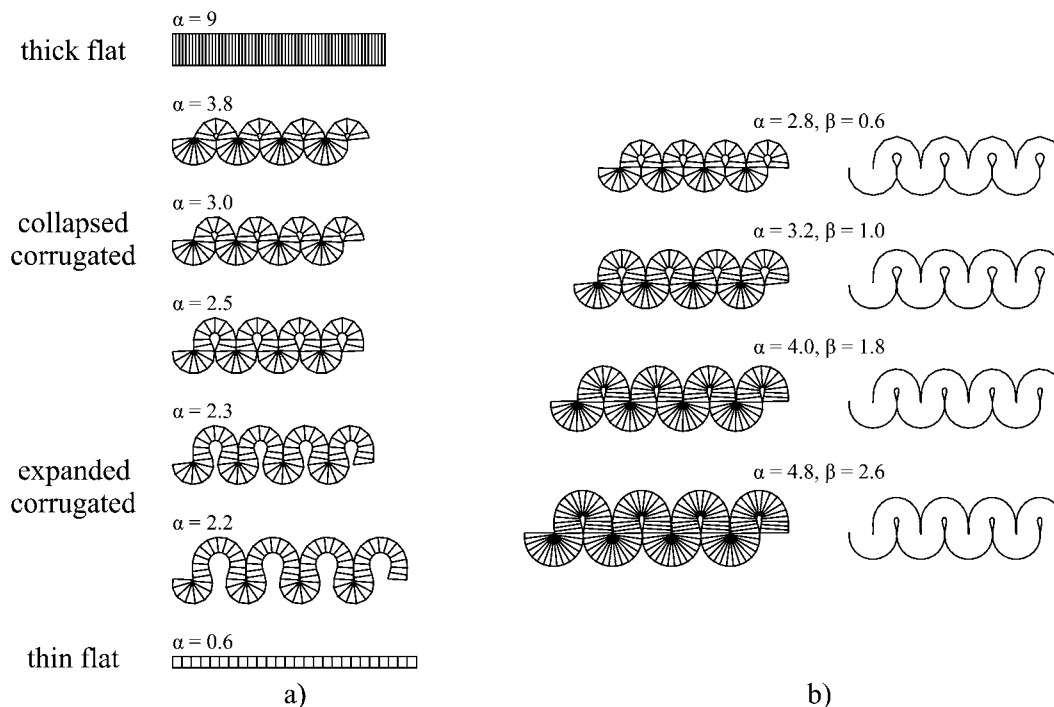 α = 9
thick flat
α = 3.8
α = 3.0
collapsed
corrugated
α = 2.5
α = 2.3
expanded
corrugated
α = 2.2
α = 0.6
thin flat
a)
α = 2.8, β = 0.6
α = 3.2, β = 1.0
α = 4.0, β = 1.8
α = 4.8, β = 2.6
b)